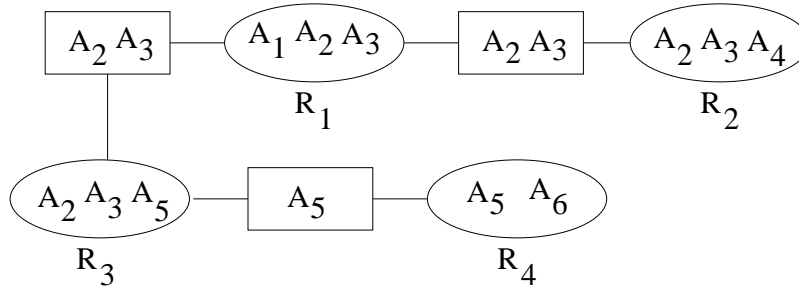 A₂ A₃ A₁ A₂ A₃ A₂ A₃ A₂ A₃ A₄
R₁ R₂
A₂ A₃ A₅ A₅ A₅ A₆
R₃ R₄